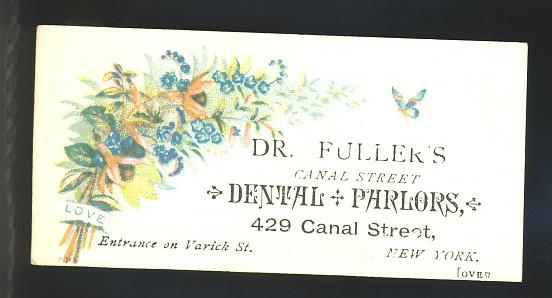 DR. FULLER'S
CANAL STREET
DENTAL PARLORS,
429 Canal Street,
Entrance on Varick St.
NEW YORK.
[OVER
LOVE